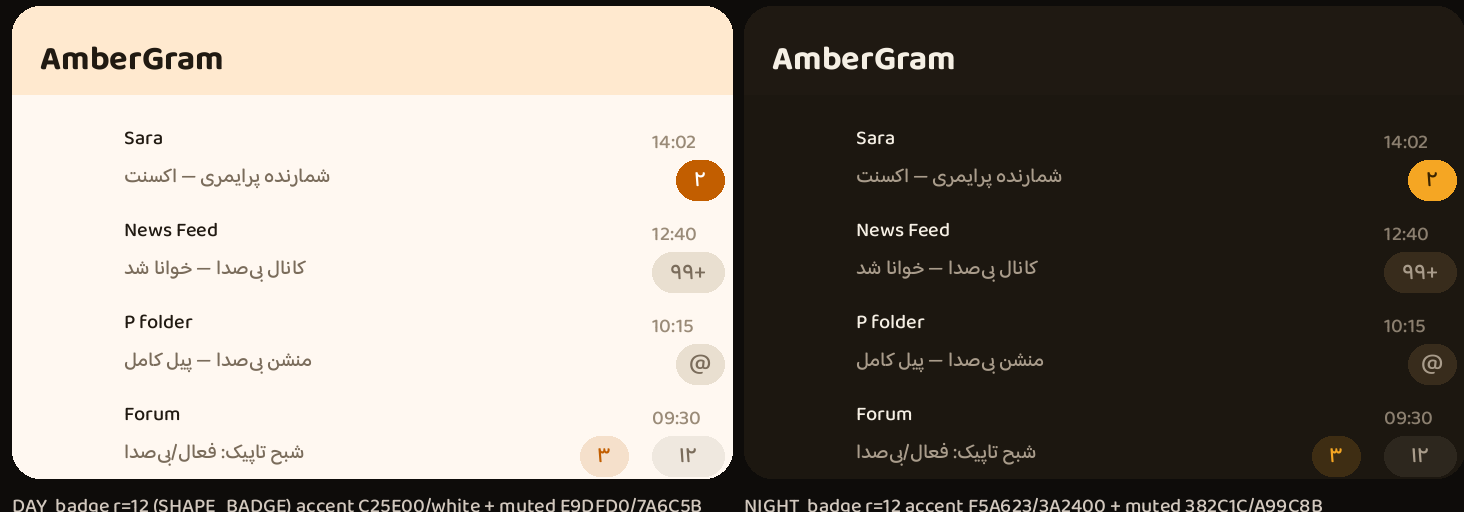 AmberGram
Sara
14:02
شمارنده پرایمری — اکسنت
۲
News Feed
12:40
کانال بی‌صدا — خوانا شد
۹۹+
P folder
10:15
منشن بی‌صدا — پیل کامل
@
Forum
09:30
شبح تاپیک: فعال/بی‌صدا
۳
۱۲
DAY badge r=12 (SHAPE_BADGE) accent C25E00/white + muted E9DFD0/7A6C5B
AmberGram
Sara
14:02
شمارنده پرایمری — اکسنت
۲
News Feed
12:40
کانال بی‌صدا — خوانا شد
۹۹+
P folder
10:15
منشن بی‌صدا — پیل کامل
@
Forum
09:30
شبح تاپیک: فعال/بی‌صدا
۳
۱۲
NIGHT badge r=12 accent F5A623/3A2400 + muted 382C1C/A99C8B